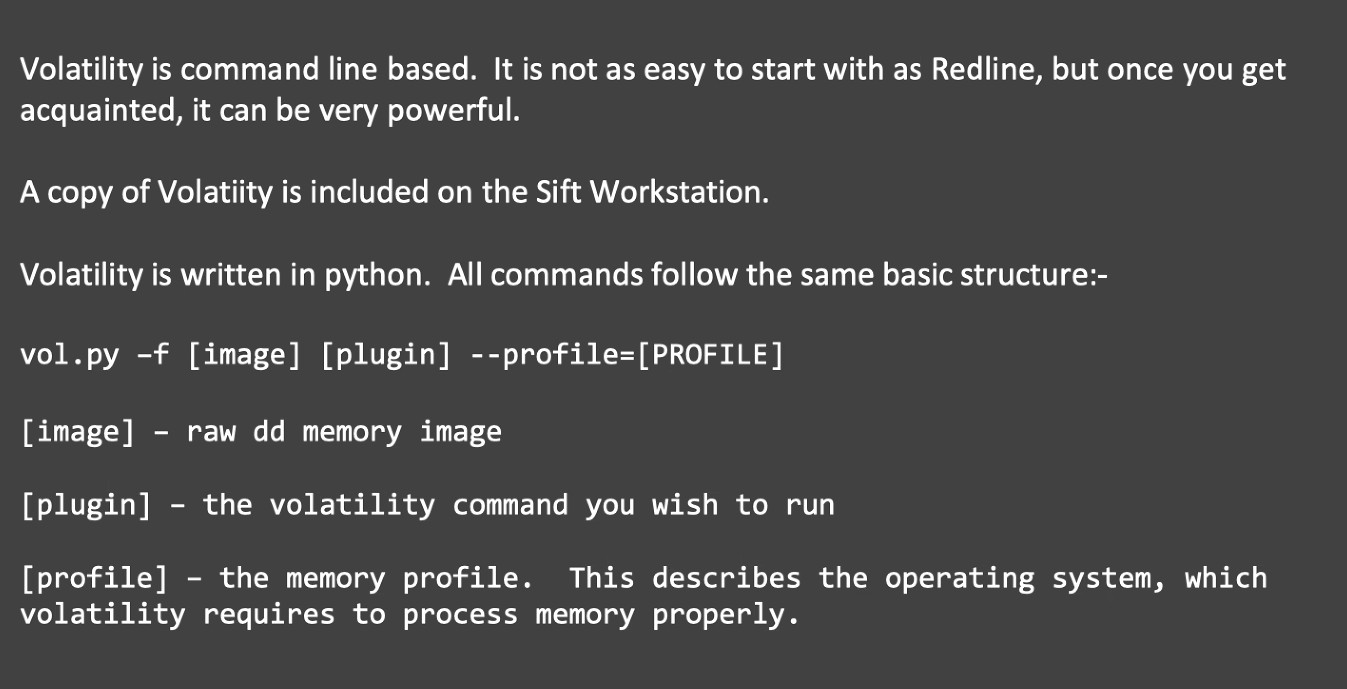 Volatility is command line based.  It is not as easy to start with as Redline, but once you get
acquainted, it can be very powerful.
A copy of Volatiity is included on the Sift Workstation.
Volatility is written in python.  All commands follow the same basic structure:-
vol.py –f [image] [plugin] --profile=[PROFILE]
[image] – raw dd memory image
[plugin] – the volatility command you wish to run
[profile] – the memory profile.  This describes the operating system, which
volatility requires to process memory properly.